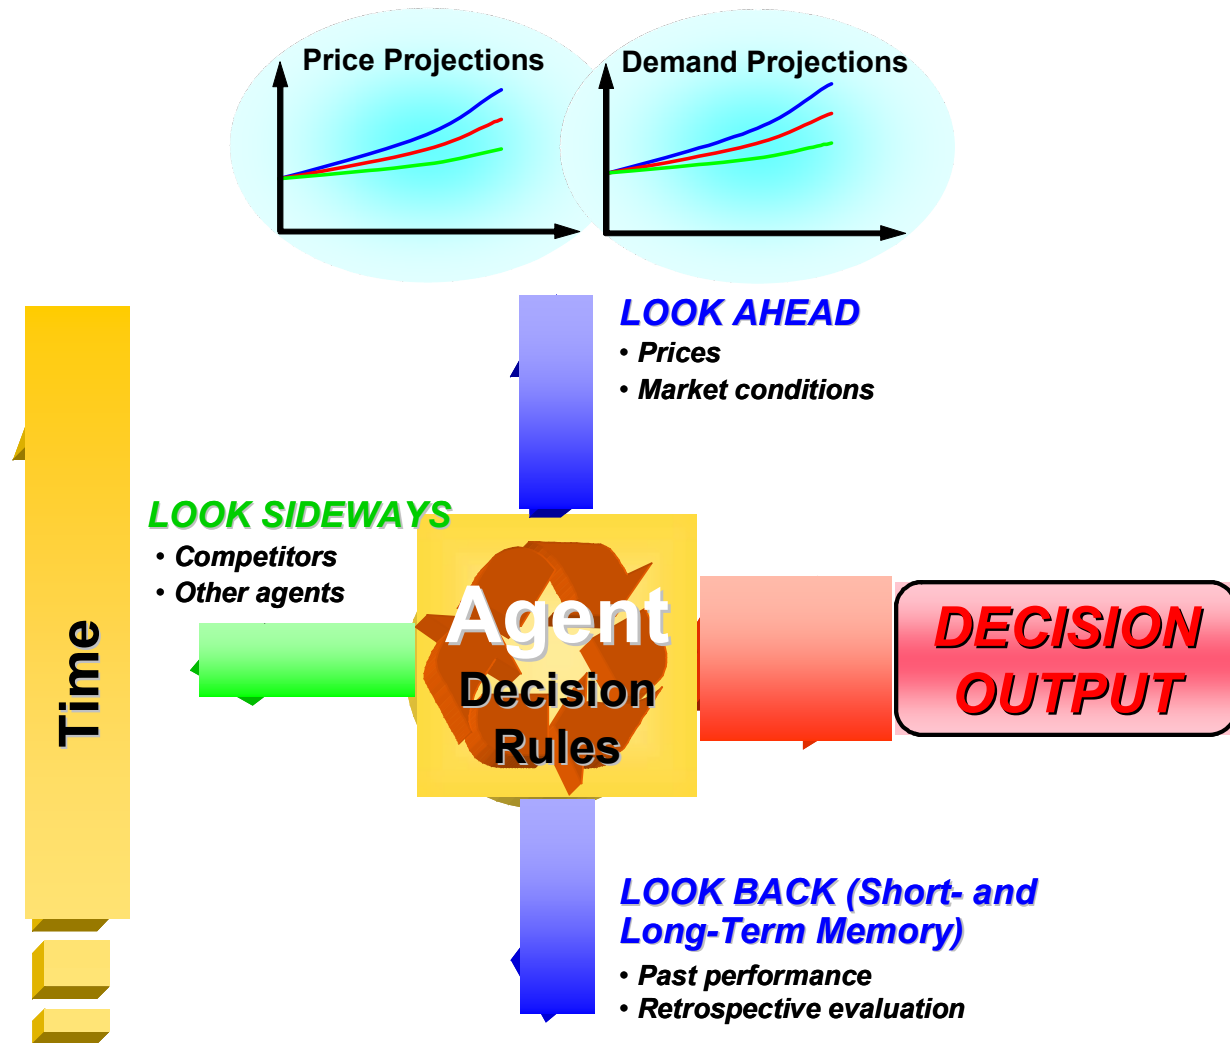 Price Projections
Demand Projections
LOOK AHEAD
• Prices
• Market conditions
LOOK SIDEWAYS
• Competitors
• Other agents
Time
Agent
Decision
Rules
DECISION
OUTPUT
LOOK BACK (Short- and
Long-Term Memory)
• Past performance
• Retrospective evaluation